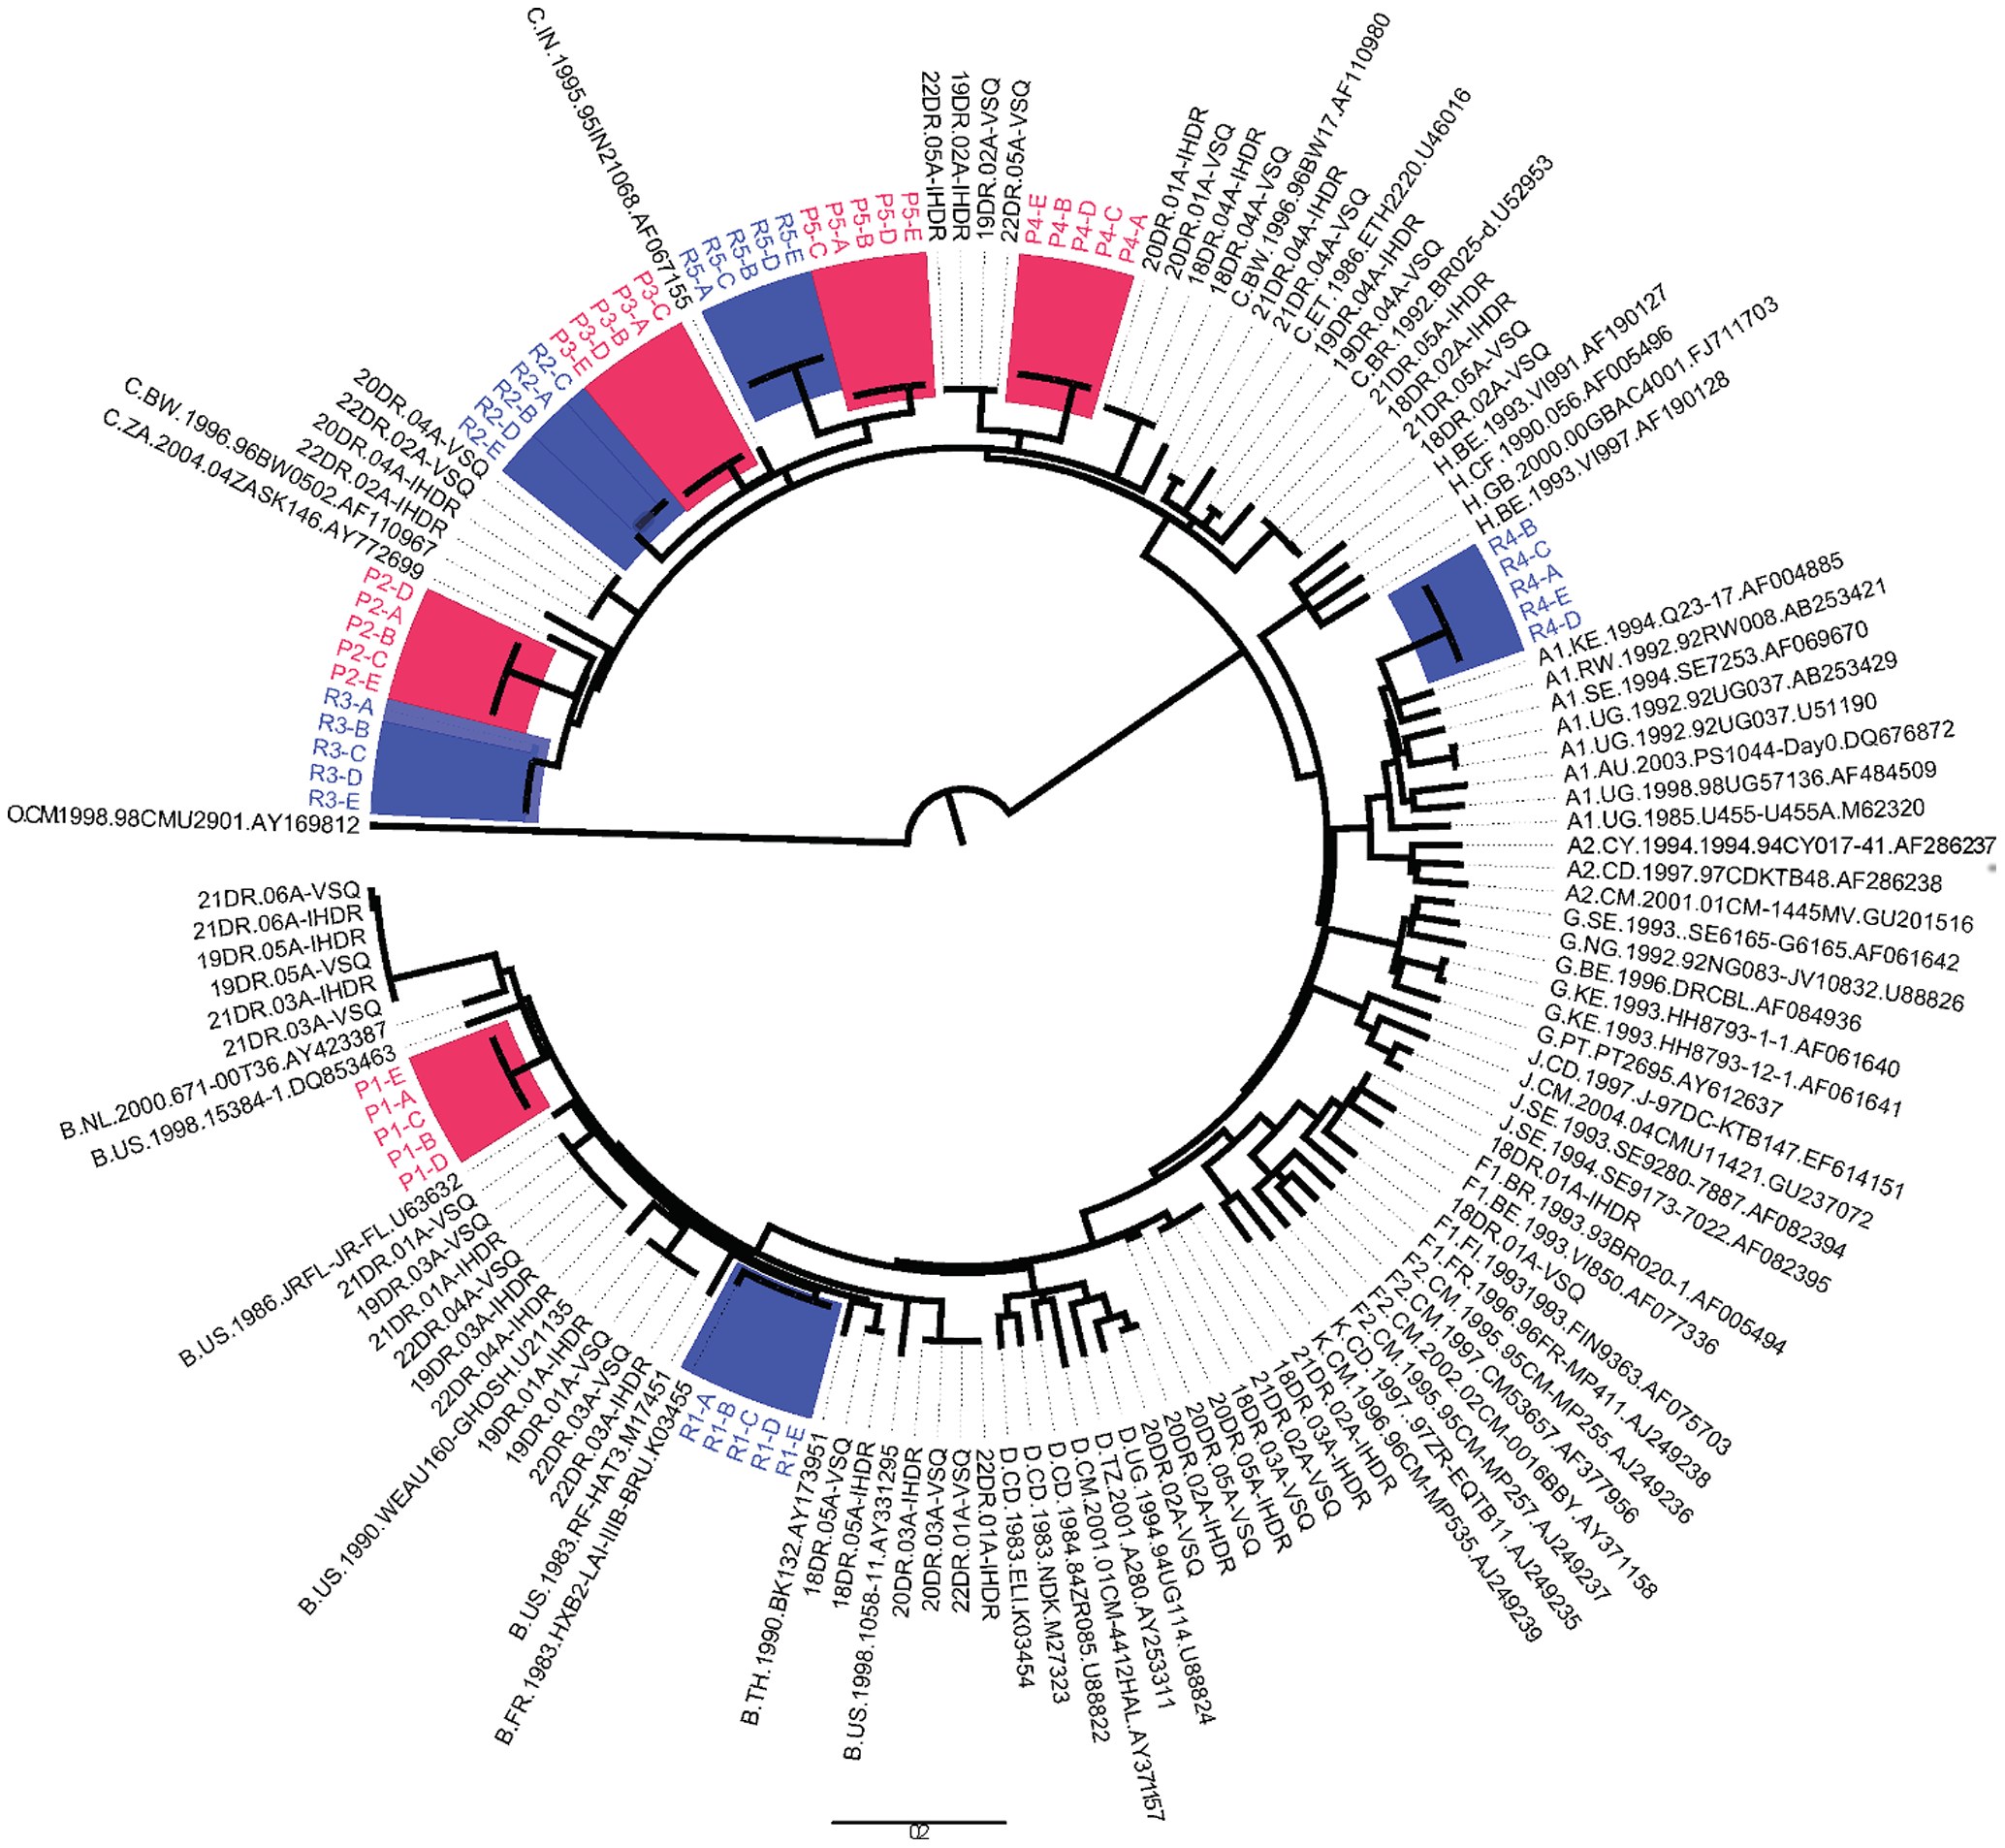 O.CM1998.98CMU2901.AY169812
R3-E
R3-D
R3-C
R3-B
R3-A
P2-E
P2-C
P2-B
P2-A
P2-D
C.ZA.2004.04ZASK146.AY772699
C.BW.1996.96BW0502.AF110967
22DR.02A-IHDR
20DR.04A-IHDR
22DR.02A-VSQ
20DR.04A-VSQ
R2-E
R2-D
R2-B
R2-A
R2-C
P3-E
P3-D
P3-B
P3-A
P3-C
C.IN.1995.95IN21068.AF067155
R5-A
R5-C
R5-B
R5-D
R5-E
P5-C
P5-A
P5-B
P5-D
P5-E
22DR.05A-IHDR
19DR.02A-IHDR
19DR.02A-VSQ
22DR.05A-VSQ
P4-E
P4-B
P4-D
P4-C
P4-A
20DR.01A-IHDR
20DR.01A-VSQ
18DR.04A-IHDR
18DR.04A-VSQ
C.BW.1996.96BW17.AF110980
21DR.04A-IHDR
21DR.04A-VSQ
C.ET.1986.ETH2220.U46016
19DR.04A-IHDR
19DR.04A-VSQ
C.BR.1992.BR025-d.U52953
21DR.05A-IHDR
18DR.02A-IHDR
21DR.05A-VSQ
18DR.02A-VSQ
H.BE.1993.VI991.AF190127
H.CF.1990.056.AF005496
H.GB.2000.00GBAC4001.FJ711703
H.BE.1993.VI997.AF190128
R4-B
R4-C
R4-A
R4-E
R4-D
A1.KE.1994.Q23-17.AF004885
A1.RW.1992.92RW008.AB253421
A1.SE.1994.SE7253.AF069670
A1.UG.1992.92UG037.AB253429
A1.UG.1992.92UG037.U51190
A1.AU.2003.PS1044-Day0.DQ676872
A1.UG.1998.98UG57136.AF484509
A1.UG.1985.U455-U455A.M62320
A2.CY.1994.1994.94CY017-41.AF286237
A2.CD.1997.97CDKTB48.AF286238
A2.CM.2001.01CM-1445MV.GU201516
G.SE.1993..SE6165-G6165.AF061642
G.NG.1992.92NG083-JV10832.U88826
G.BE.1996.DRCBL.AF084936
G.KE.1993.HH8793-1-1.AF061640
G.KE.1993.HH8793-12-1.AF061641
G.PT.PT2695.AY612637
J.CD.1997.J-97DC-KTB147.EF614151
J.CM.2004.04CMU11421.GU237072
J.SE.1993.SE9280-7887.AF082394
J.SE.1994.SE9173-7022.AF082395
18DR.01A-IHDR
F1.BR.1993.93BR020-1.AF005494
F1.BE.1993.VI850.AF077336
18DR.01A-VSQ
F1.FI.19931993.FIN9363.AF075703
F1.FR.1996.96FR-MP411.AJ249238
F2.CM.1995.95CM-MP255.AJ249236
F2.CM.1997.CM53657.AF377956
F2.CM.2002.02CM-0016BBY.AY371158
F2.CM.1995.95CM-MP257.AJ249237
K.CD.1997..97ZR-EQTB11.AJ249235
K.CM.1996.96CM-MP535.AJ249239
21DR.02A-IHDR
18DR.03A-IHDR
21DR.02A-VSQ
18DR.03A-VSQ
20DR.05A-IHDR
20DR.05A-VSQ
20DR.02A-IHDR
20DR.02A-VSQ
D.UG.1994.94UG114.U88824
D.TZ.2001.A280.AY253311
D.CM.2001.01CM-4412HAL.AY371157
D.CD.1984.84ZR085.U88822
D.CD.1983.NDK.M27323
D.CD.1983.ELI.K03454
22DR.01A-IHDR
22DR.01A-VSQ
20DR.03A-VSQ
20DR.03A-IHDR
B.US.1998.1058-11.AY331295
18DR.05A-IHDR
18DR.05A-VSQ
B.TH.1990.BK132.AY173951
R1-E
R1-D
R1-C
R1-B
R1-A
B.FR.1983.HXB2-LAI-IIIB-BRU.K03455
B.US.1983.RF-HAT3.M17451
22DR.03A-IHDR
22DR.03A-VSQ
19DR.01A-VSQ
19DR.01A-IHDR
B.US.1990.WEAU160-GHOSH.U21135
22DR.04A-IHDR
19DR.03A-IHDR
22DR.04A-VSQ
21DR.01A-IHDR
19DR.03A-VSQ
21DR.01A-VSQ
B.US.1986.JRFL-JR-FL.U63632
P1-D
P1-B
P1-C
P1-A
P1-E
B.US.1998.15384-1.DQ853463
B.NL.2000.671-00T36.AY423387
21DR.03A-VSQ
21DR.03A-IHDR
19DR.05A-VSQ
19DR.05A-IHDR
21DR.06A-IHDR
21DR.06A-VSQ
02